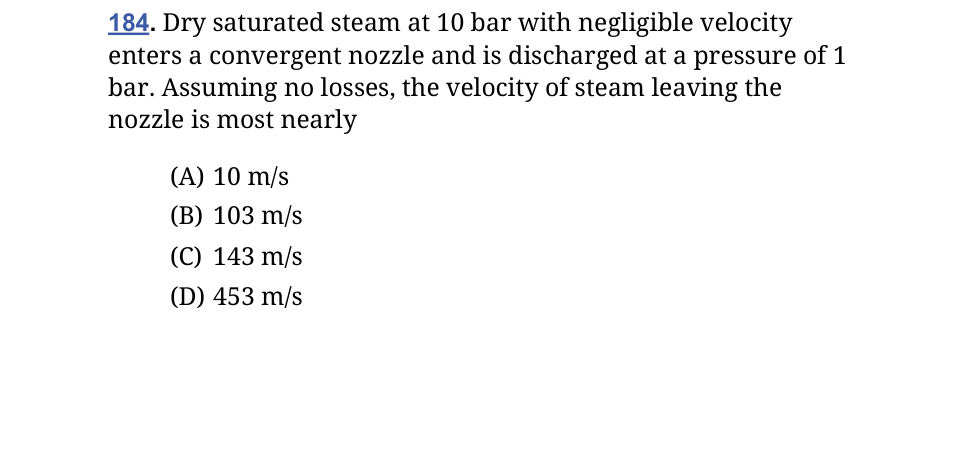 184. Dry saturated steam at 10 bar with negligible velocity
enters a convergent nozzle and is discharged at a pressure of 1
bar. Assuming no losses, the velocity of steam leaving the
nozzle is most nearly
(A) 10 m/s
(B) 103 m/s
(C) 143 m/s
(D) 453 m/s